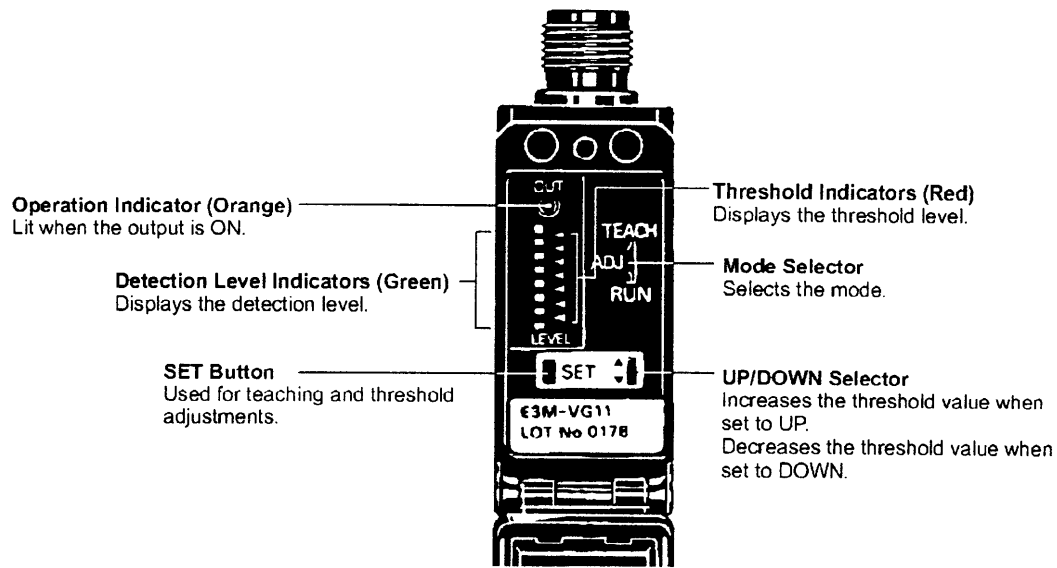 OUT
Operation Indicator (Orange)
Lit when the output is ON.
Detection Level Indicators (Green)
Displays the detection level.
SET Button
Used for teaching and threshold
adjustments.
Threshold Indicators (Red)
Displays the threshold level.
TEACH
ADJ
RUN
Mode Selector
Selects the mode.
LEVEL
SET
UP/DOWN Selector
Increases the threshold value when
set to UP.
Decreases the threshold value when
set to DOWN.
E3M-VG11
LOT No 0178